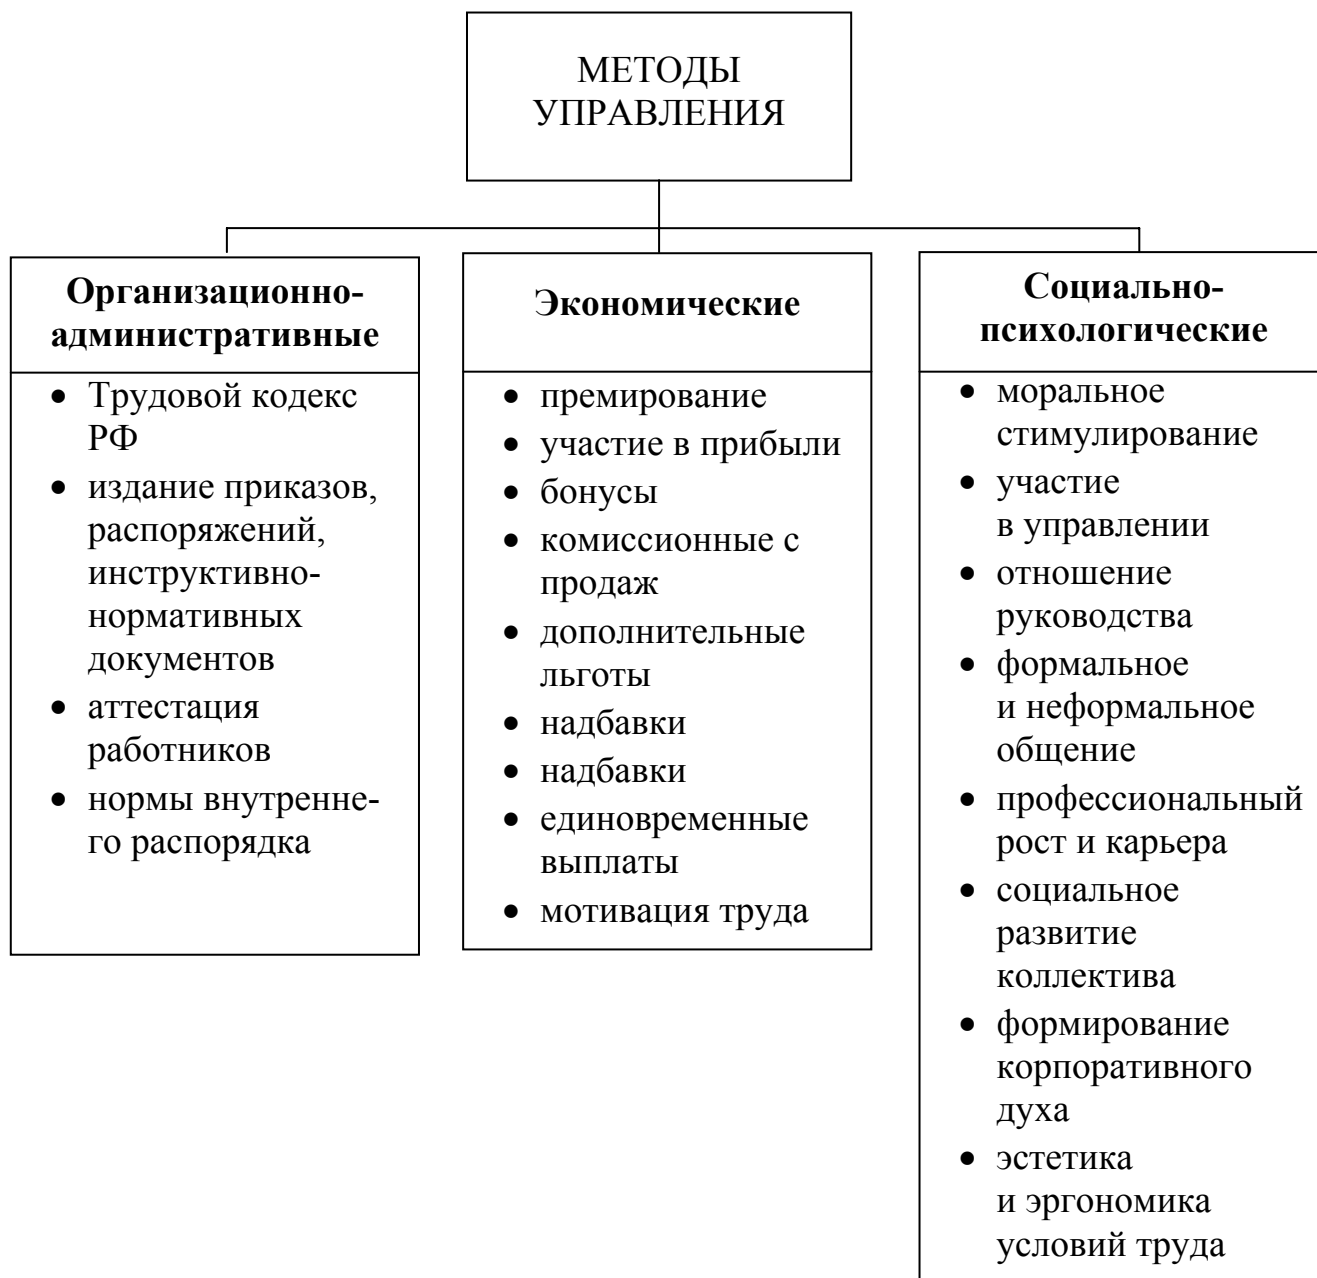 МЕТОДЫ
УПРАВЛЕНИЯ
Организационно-
административные
• Трудовой кодекс
РФ
• издание приказов,
распоряжений,
инструктивно-
нормативных
документов
• аттестация
работников
• нормы внутренне-
го распорядка
Экономические
• премирование
• участие в прибыли
• бонусы
• комиссионные с
продаж
• дополнительные
льготы
• надбавки
• надбавки
• единовременные
выплаты
• мотивация труда
Социально-
психологические
• моральное
стимулирование
• участие
в управлении
• отношение
руководства
• формальное
и неформальное
общение
• профессиональный
рост и карьера
• социальное
развитие
коллектива
• формирование
корпоративного
духа
• эстетика
и эргономика
условий труда